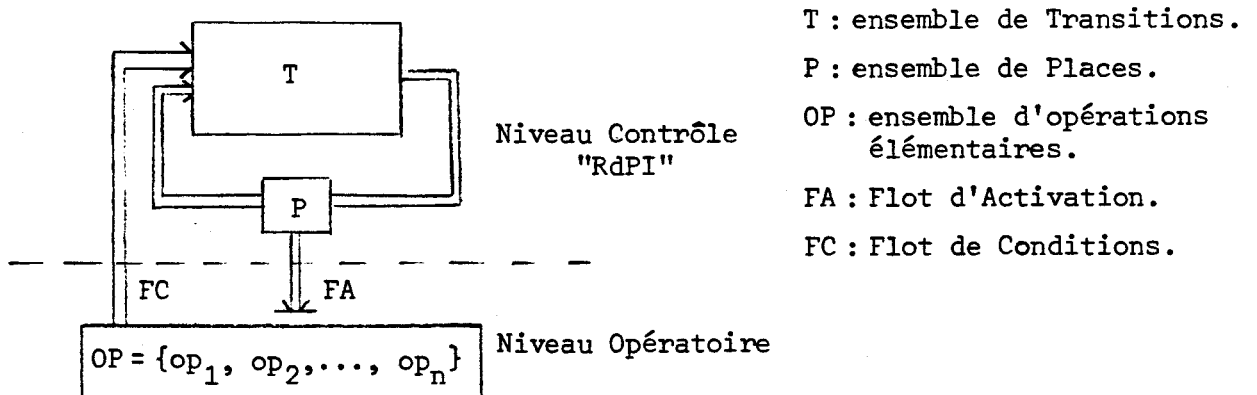 T
P
Niveau Contrôle
"RdPI"
FC
FA
Niveau Opératoire
OP = {op1, op2,..., opn}
T : ensemble de Transitions.
P : ensemble de Places.
OP : ensemble d'opérations
élémentaires.
FA : Flot d'Activation.
FC : Flot de Conditions.